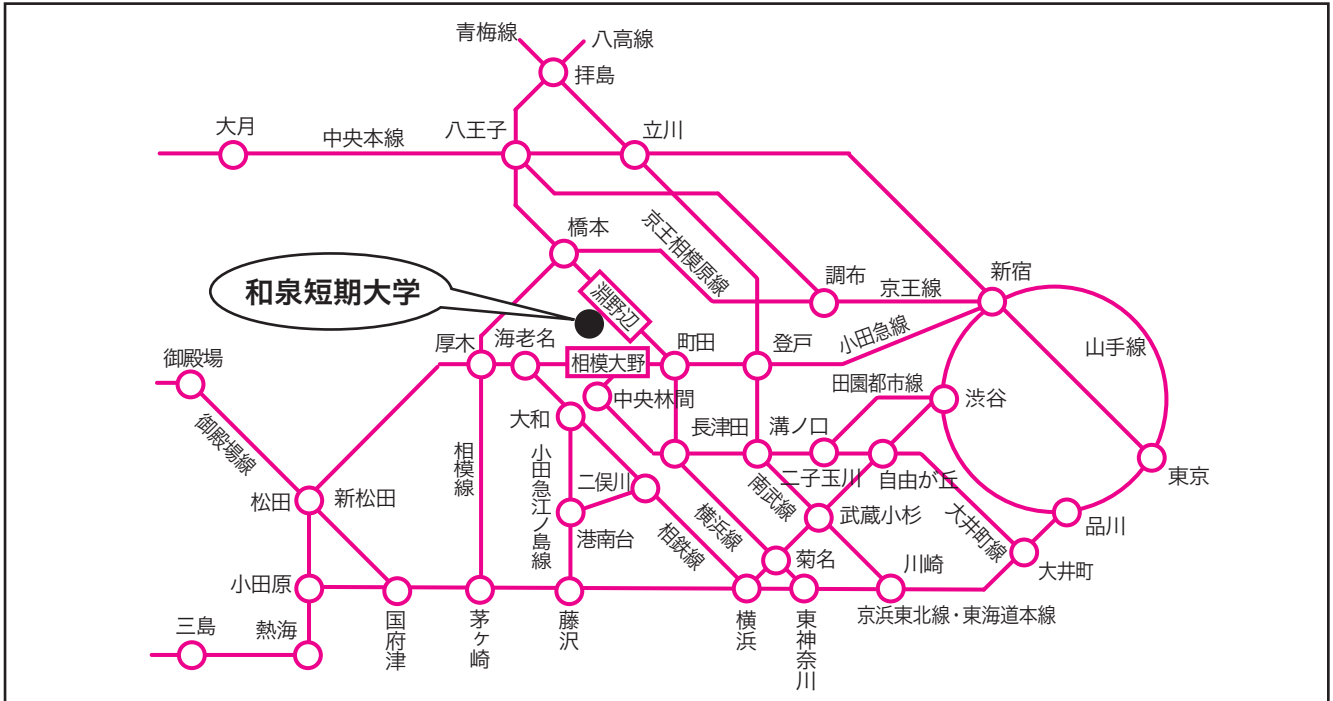 青梅線
八高線
拝島
大月
中央本線
八王子
立川
橋本
京王相模原線
調布
京王線
新宿
和泉短期大学
淵野辺
小田急線
山手線
御殿場
厚木
海老名
相模大野
町田
登戸
田園都市線
渋谷
中央林間
御殿場線
相模線
大和
小田急江ノ島線
長津田
溝ノ口
二子玉川
自由が丘
東京
松田
新松田
二俣川
港南台
相鉄線
横浜線
南武線
武蔵小杉
大井町線
品川
菊名
川崎
大井町
小田原
国府津
茅ヶ崎
藤沢
横浜
東神奈川
京浜東北線・東海道本線
三島
熱海